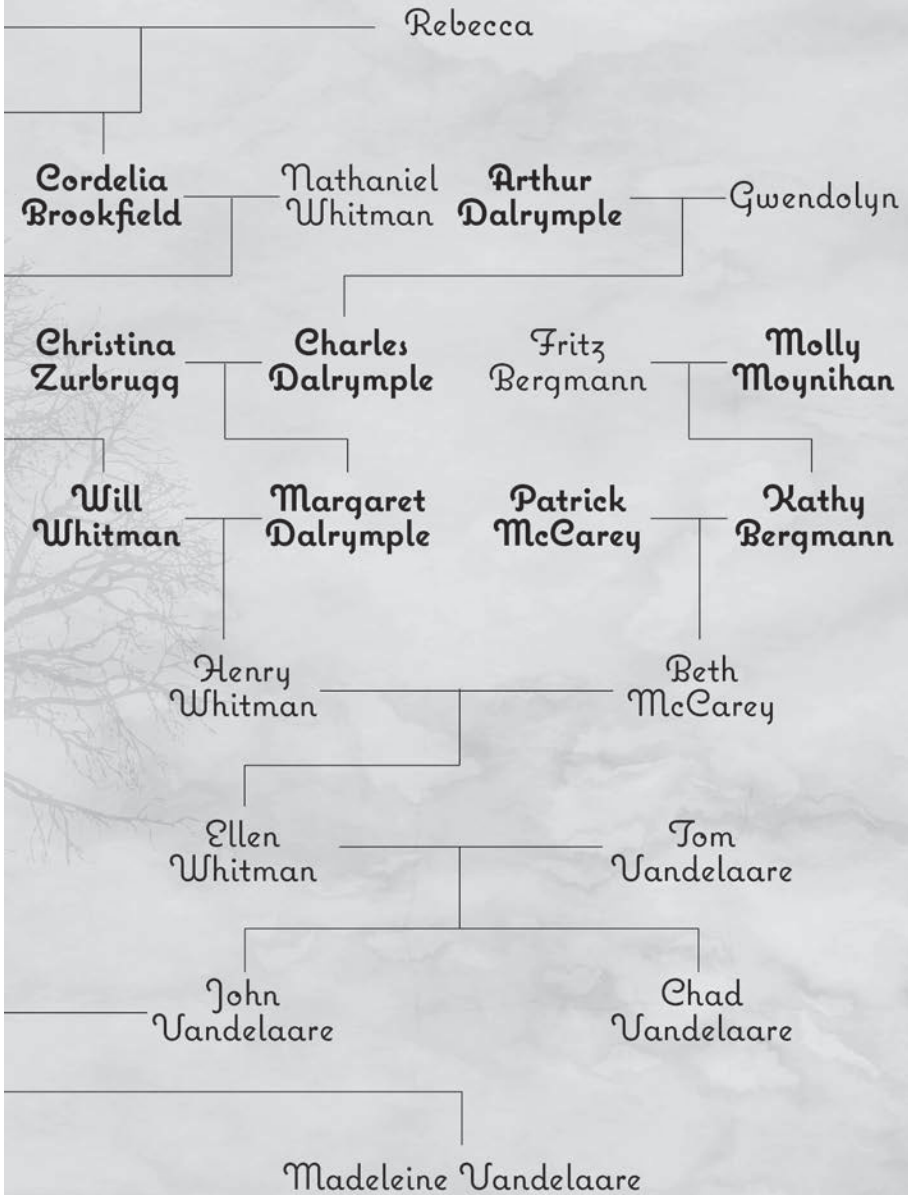 Rebecca
Cordelia
Brookfield
Nathaniel
Whitman
Arthur
Dalrymple
Gwendolyn
Christina
Zurbrugg
Charles
Dalrymple
Fritz
Bergmann
Molly
Moynihan
Will
Whitman
Margaret
Dalrymple
Patrick
McCarey
Kathy
Bergmann
Henry
Whitman
Beth
McCarey
Ellen
Whitman
Tom
Vandelaare
John
Vandelaare
Chad
Vandelaare
Madeleine Vandelaare